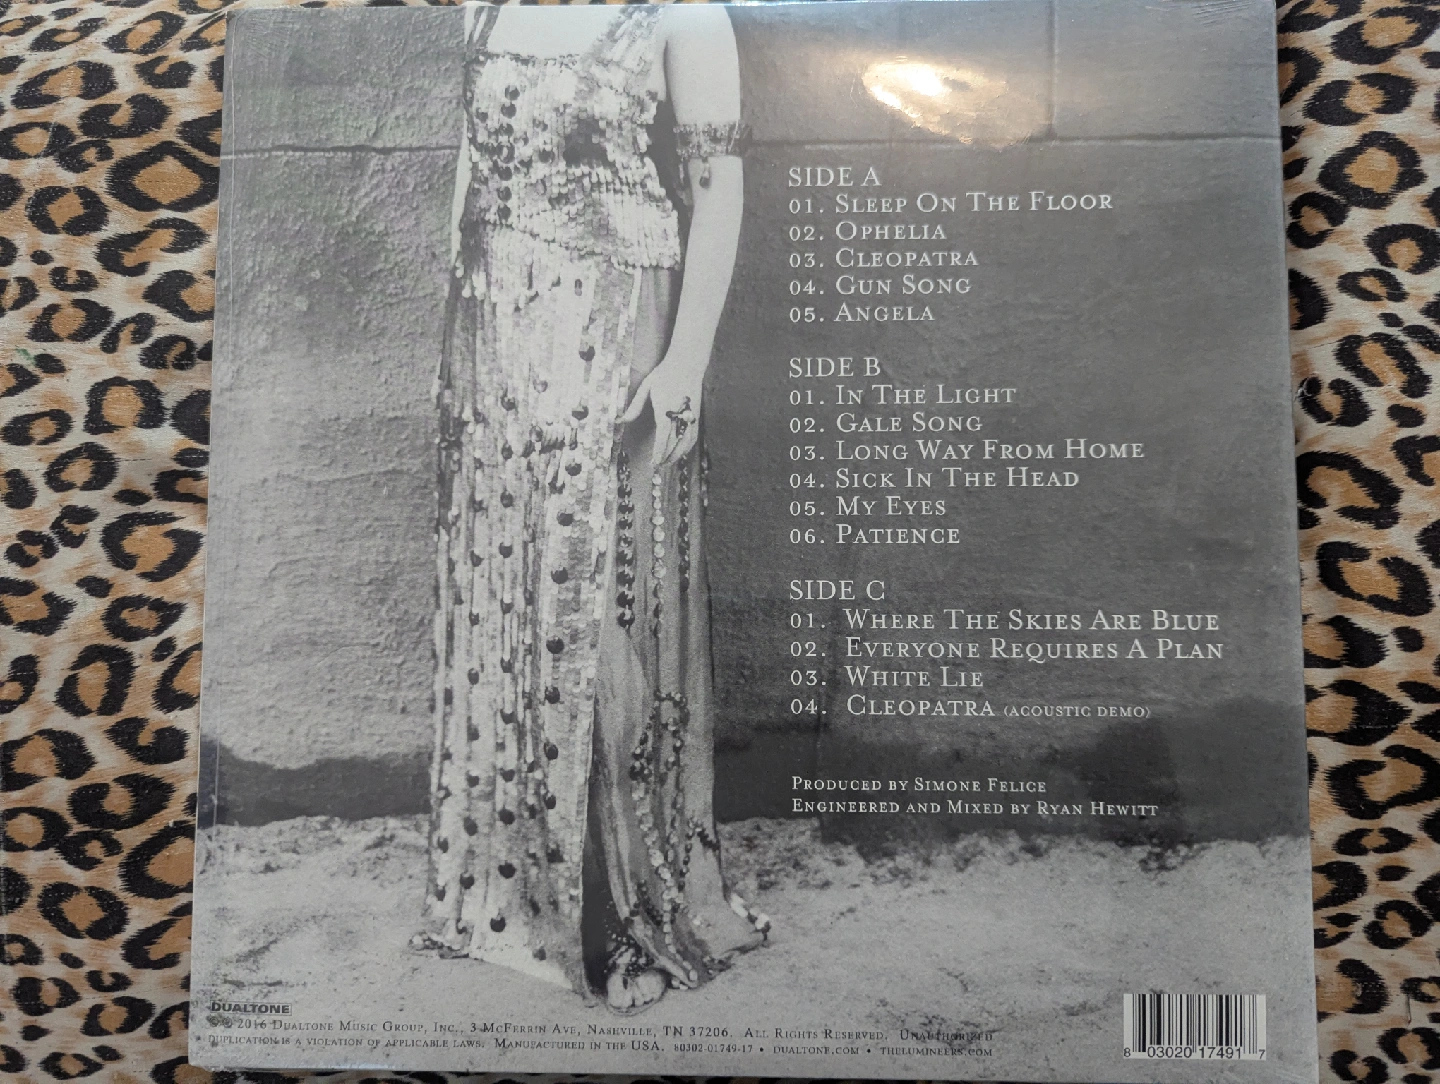 SIDE A
01. Sleep On The Floor
02. Ophelia
03. Cleopatra
04. Gun Song
05. Angela
SIDE B
01. In The Light
02. Gale Song
03. Long Way From Home
04. Sick In The Head
05. My Eyes
06. Patience
SIDE C
01. Where The Skies Are Blue
02. Everyone Requires A Plan
03. White Lie
04. Cleopatra (acoustic demo)
Produced by Simone Felice
Engineered and Mixed by Ryan Hewitt
DUALTONE
℗© 2016 Dualtone Music Group, Inc., 3 McFerrin Ave, Nashville, TN 37206. All Rights Reserved. Unauthorized
duplication is a violation of applicable laws. Manufactured in the USA. 80302-01749-17 • dualtone.com • thelumineers.com
8 03020 17491 7